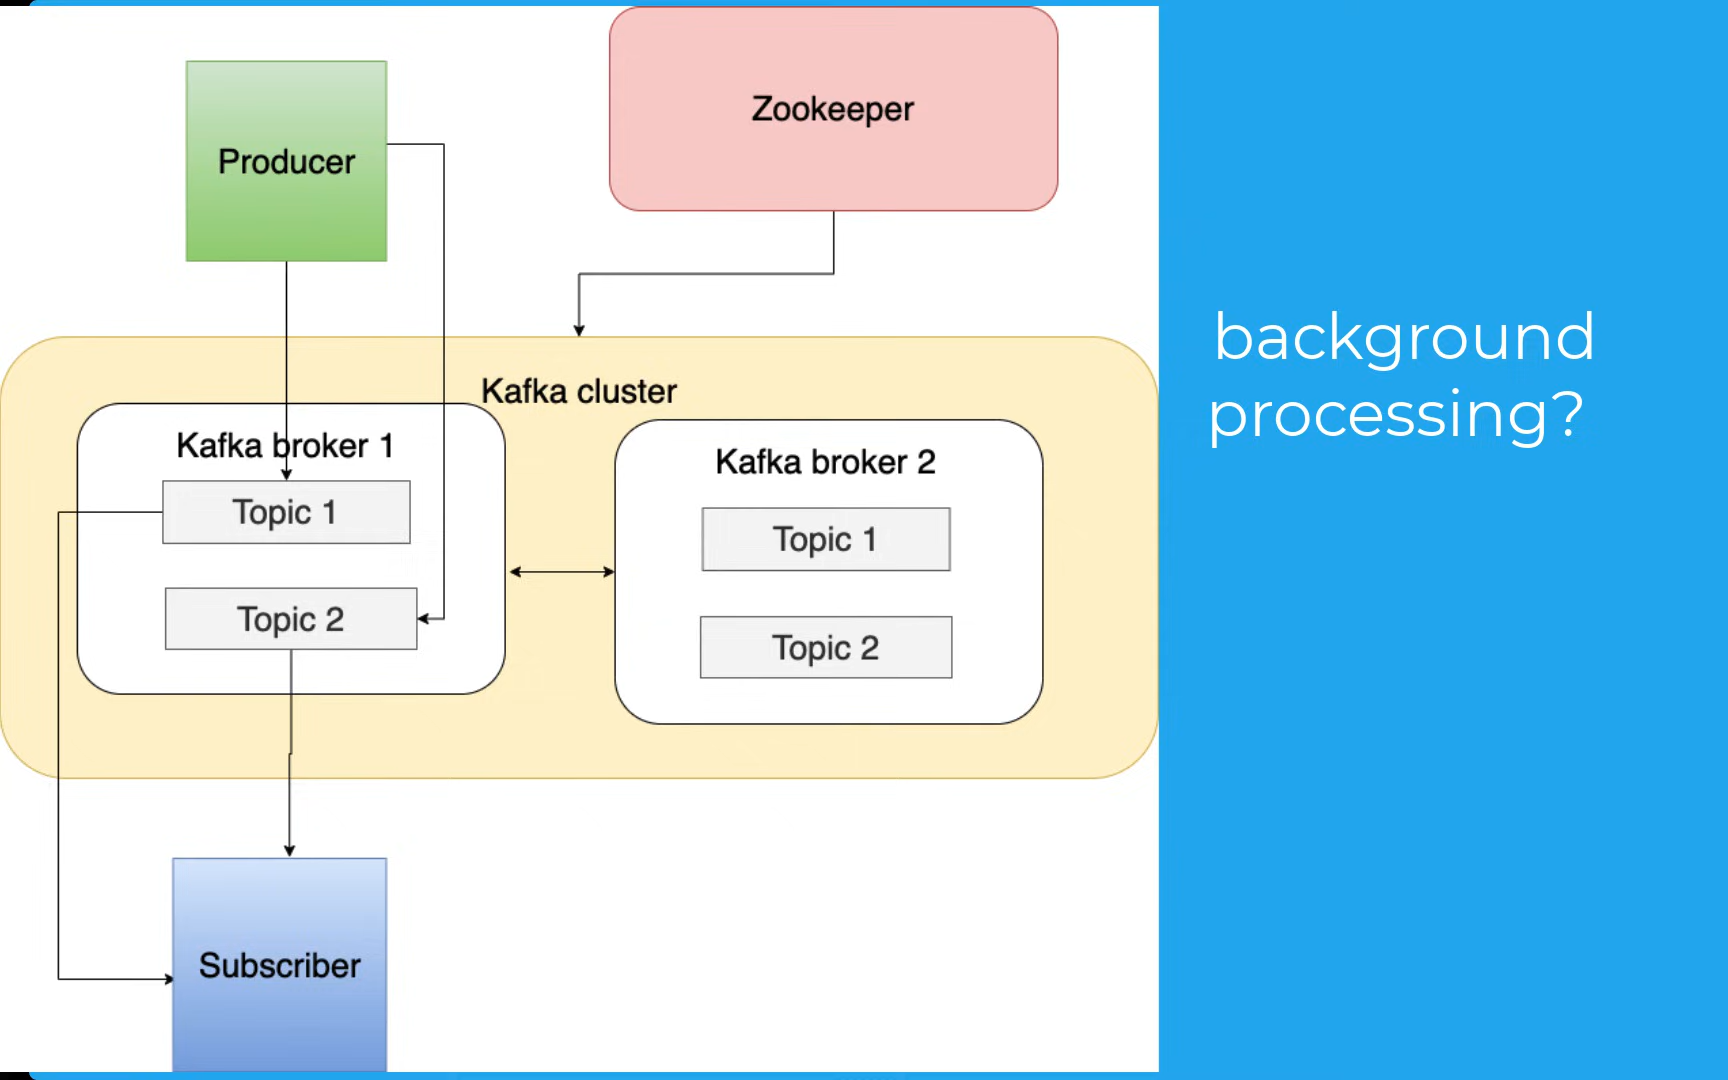 Producer
Zookeeper
Kafka cluster
Kafka broker 1
Topic 1
Topic 2
Kafka broker 2
Topic 1
Topic 2
Subscriber
background
processing?